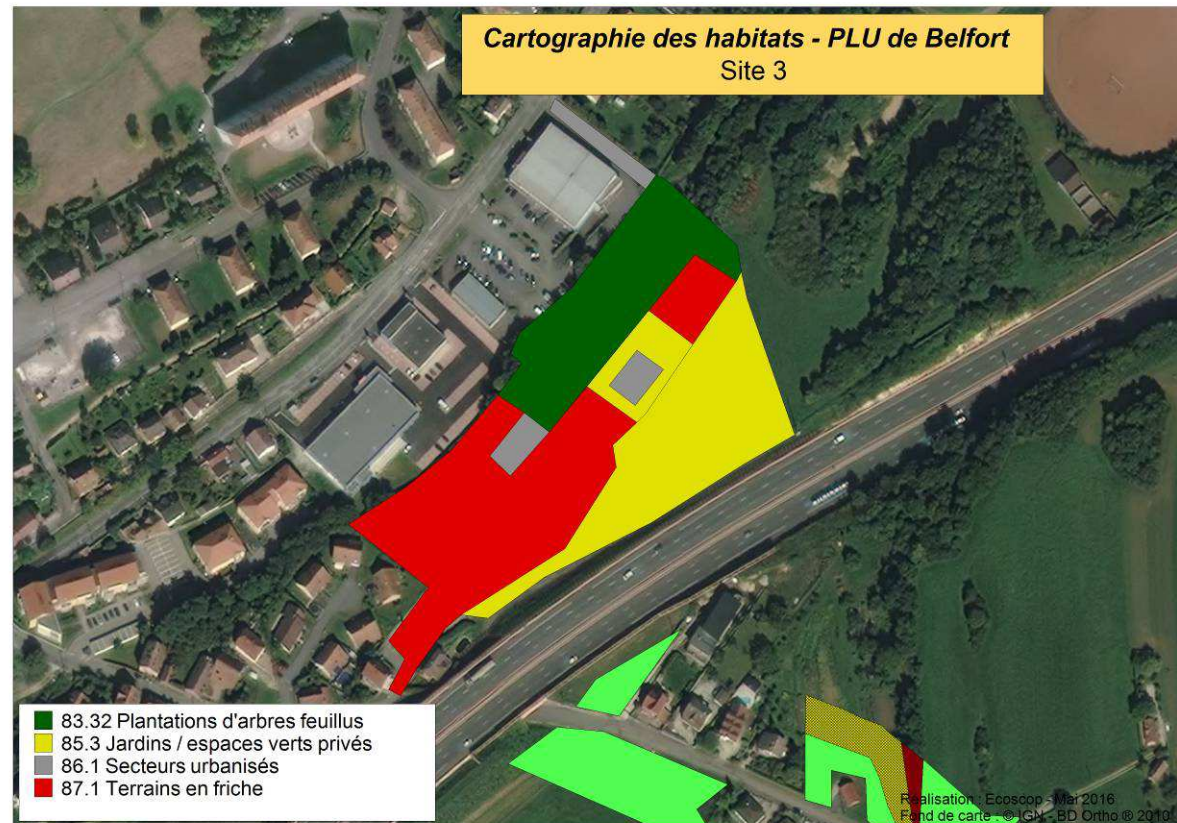 Cartographie des habitats - PLU de Belfort
Site 3
83.32 Plantations d'arbres feuillus
85.3 Jardins / espaces verts privés
86.1 Secteurs urbanisés
87.1 Terrains en friche
Réalisation : Ecoscop - Mai 2016
Fond de carte : © IGN - BD Ortho ® 2010